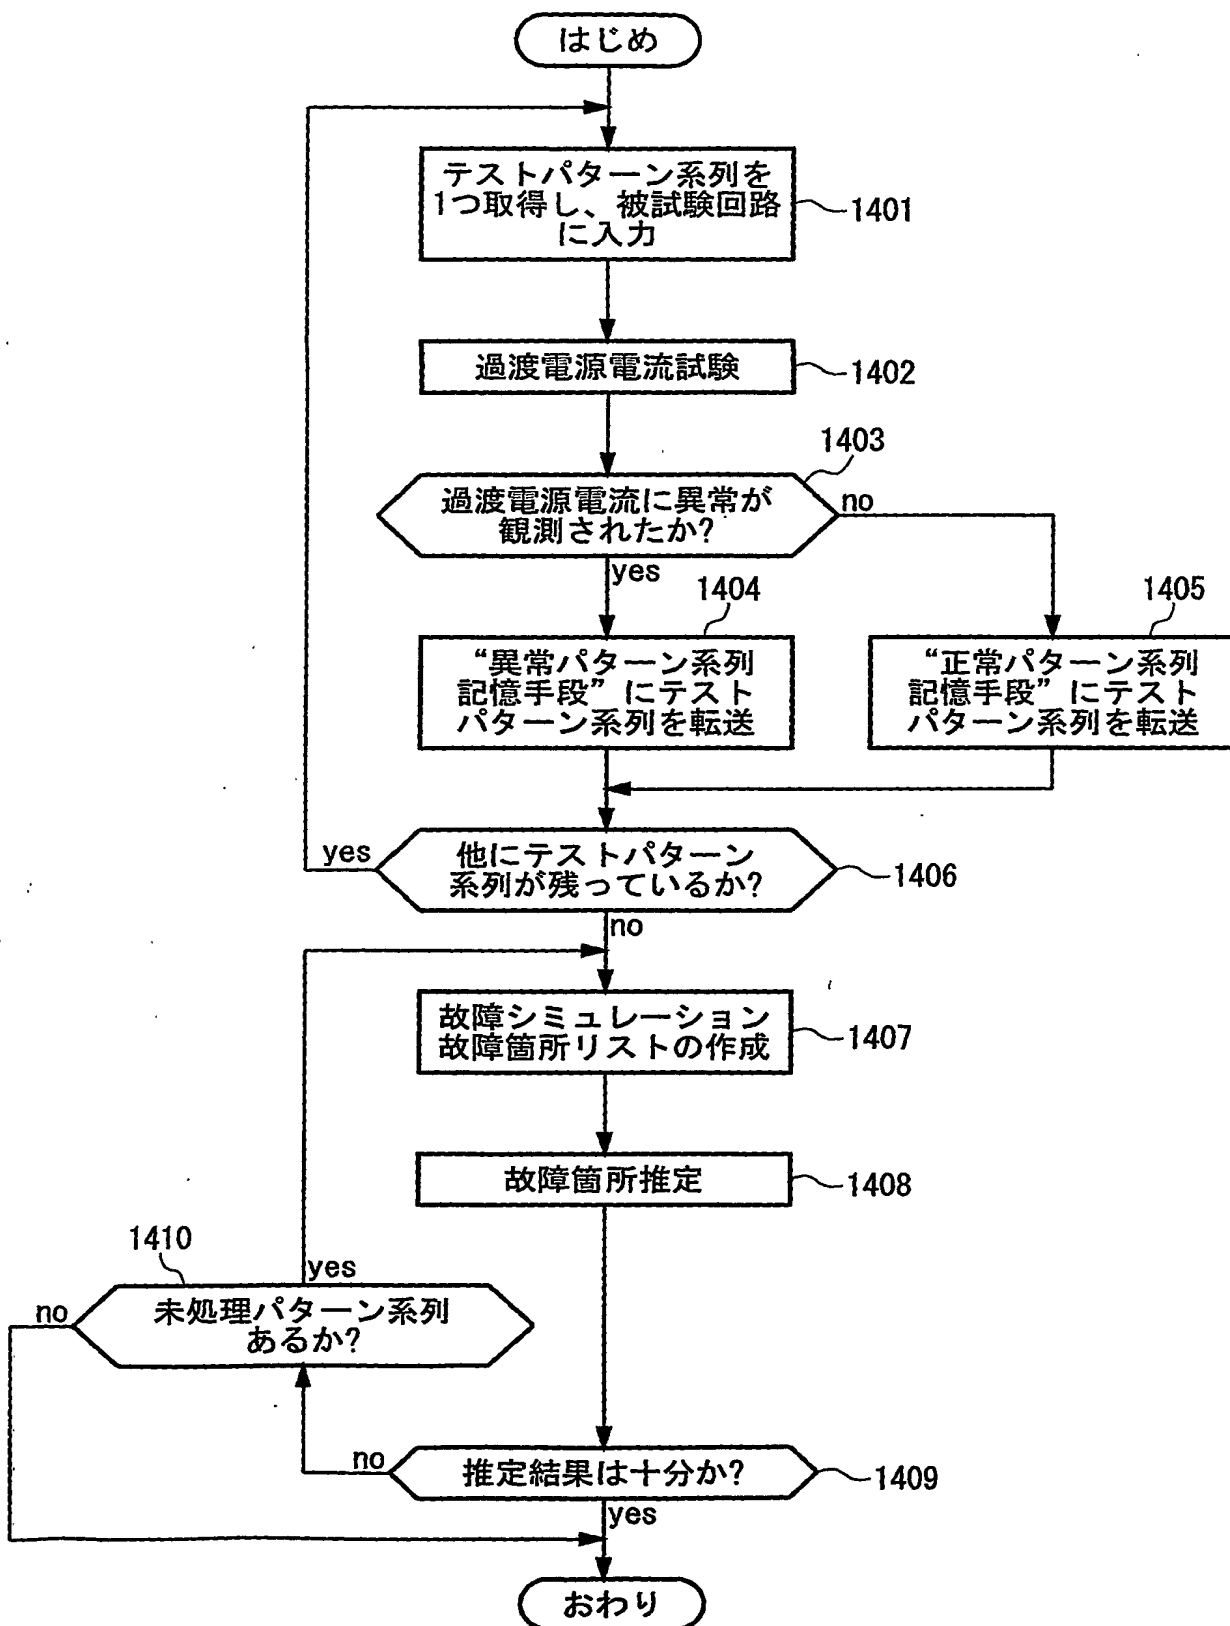 はじめ
テストパターン系列を
1つ取得し、被試験回路
に入力
1401
過渡電源電流試験
1402
1403
過渡電源電流に異常が
観測されたか?
no
yes
1404
1405
“異常パターン系列
記憶手段”にテスト
パターン系列を転送
“正常パターン系列
記憶手段”にテスト
パターン系列を転送
yes
他にテストパターン
系列が残っているか?
1406
no
故障シミュレーション
故障箇所リストの作成
1407
故障箇所推定
1408
1410
yes
no
未処理パターン系列
あるか?
no
推定結果は十分か?
1409
yes
おわり